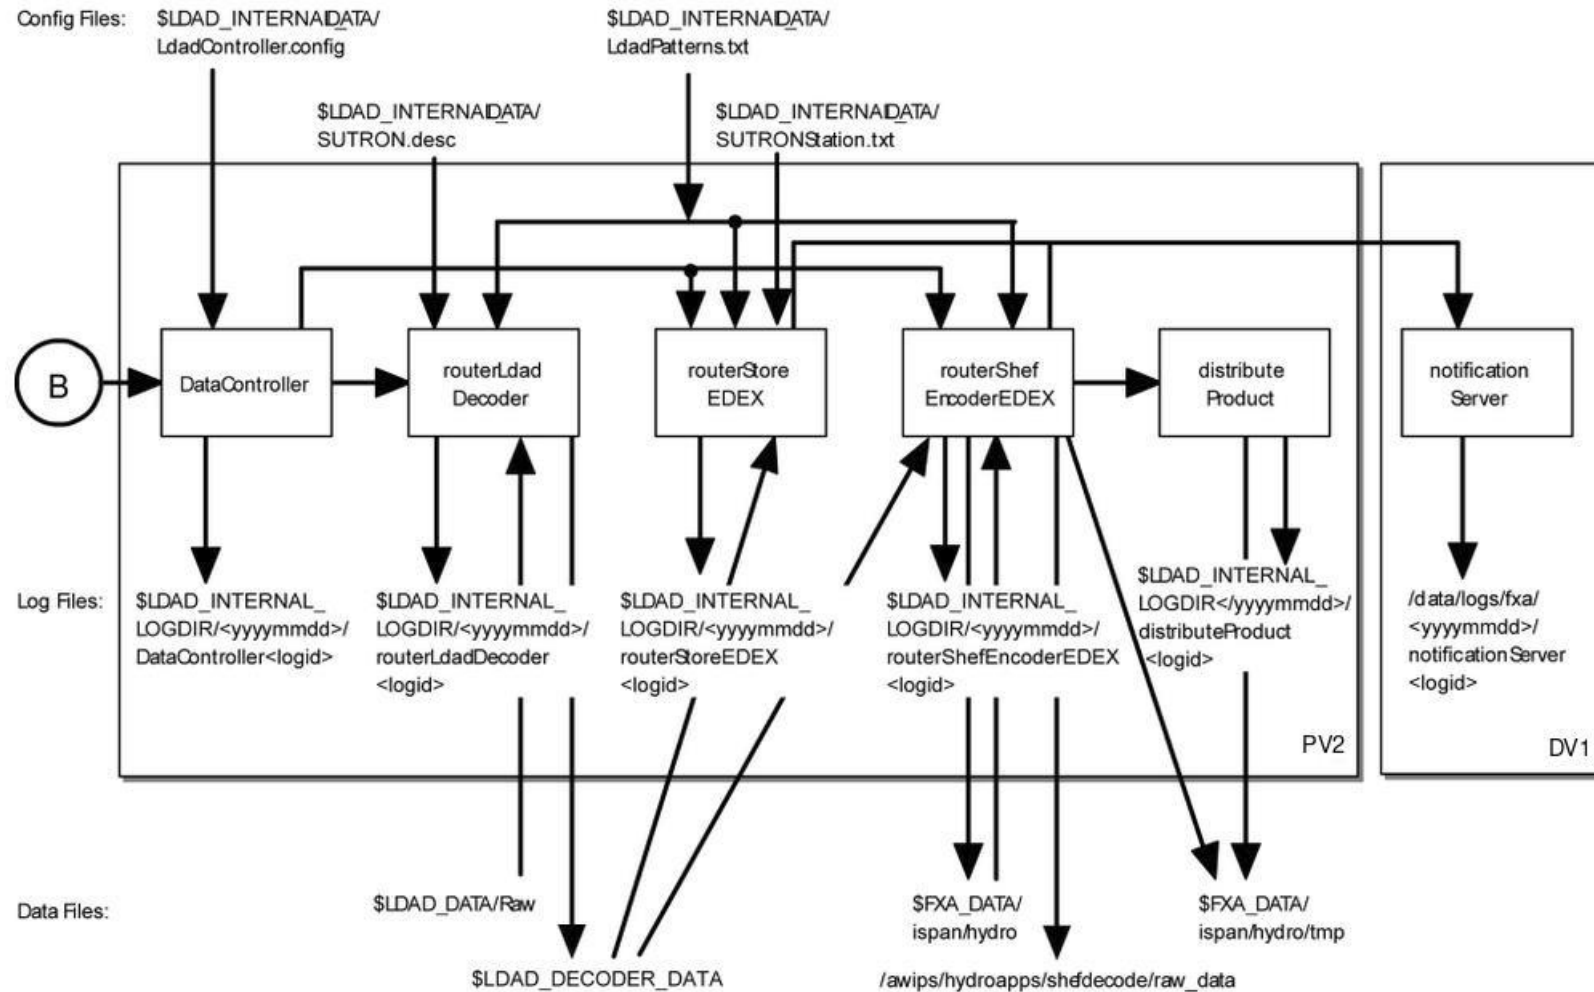 Config Files:
$LDAD_INTERNALDATA/
LdadController.config
$LDAD_INTERNALDATA/
LdadPatterns.txt
$LDAD_INTERNALDATA/
SUTRON.desc
$LDAD_INTERNALDATA/
SUTRONStation.txt
B
DataController
routerLdad
Decoder
routerStore
EDEX
routerShef
EncoderEDEX
distribute
Product
notification
Server
Log Files:
$LDAD_INTERNAL_
LOGDIR/<yyyymmdd>/
DataController<logid>
$LDAD_INTERNAL_
LOGDIR/<yyyymmdd>/
routerLdadDecoder
<logid>
$LDAD_INTERNAL_
LOGDIR/<yyyymmdd>/
routerStoreEDEX
<logid>
$LDAD_INTERNAL_
LOGDIR/<yyyymmdd>/
routerShefEncoderEDEX
<logid>
$LDAD_INTERNAL_
LOGDIR</yyyymmdd>/
distributeProduct
<logid>
/data/logs/fxa/
<yyyymmdd>/
notificationServer
<logid>
PV2
DV1
Data Files:
$LDAD_DATA/Raw
$LDAD_DECODER_DATA
$FXA_DATA/
ispan/hydro
/awips/hydroapps/shefdecode/raw_data
$FXA_DATA/
ispan/hydro/tmp